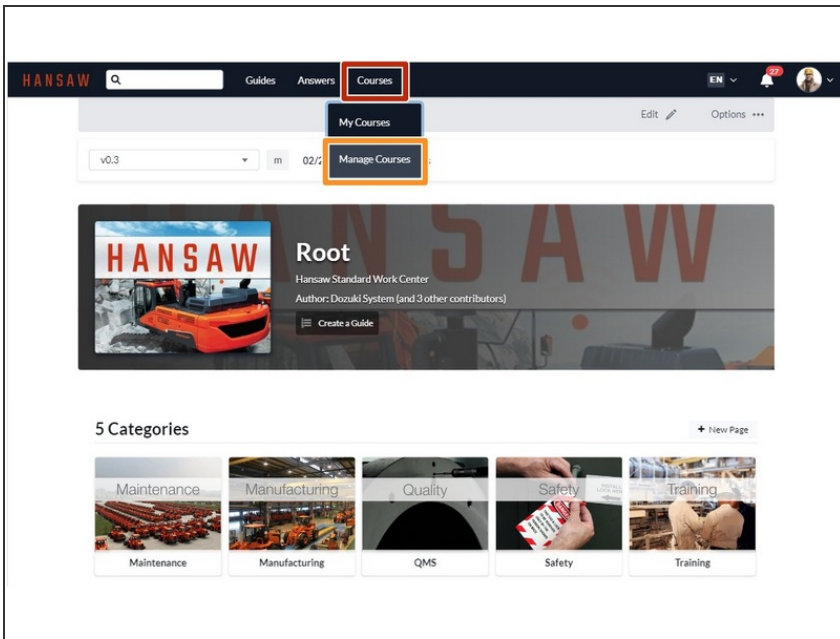 HANSAW
Guides Answers Courses
EN
27
My Courses
Edit Options
v0.3 m 02/2 Manage Courses
HANSAW
HANSAW
Root
Hansaw Standard Work Center
Author: Dozuki System (and 3 other contributors)
Create a Guide
5 Categories
+ New Page
Maintenance Manufacturing Quality Safety Training
Maintenance Manufacturing QMS Safety Training